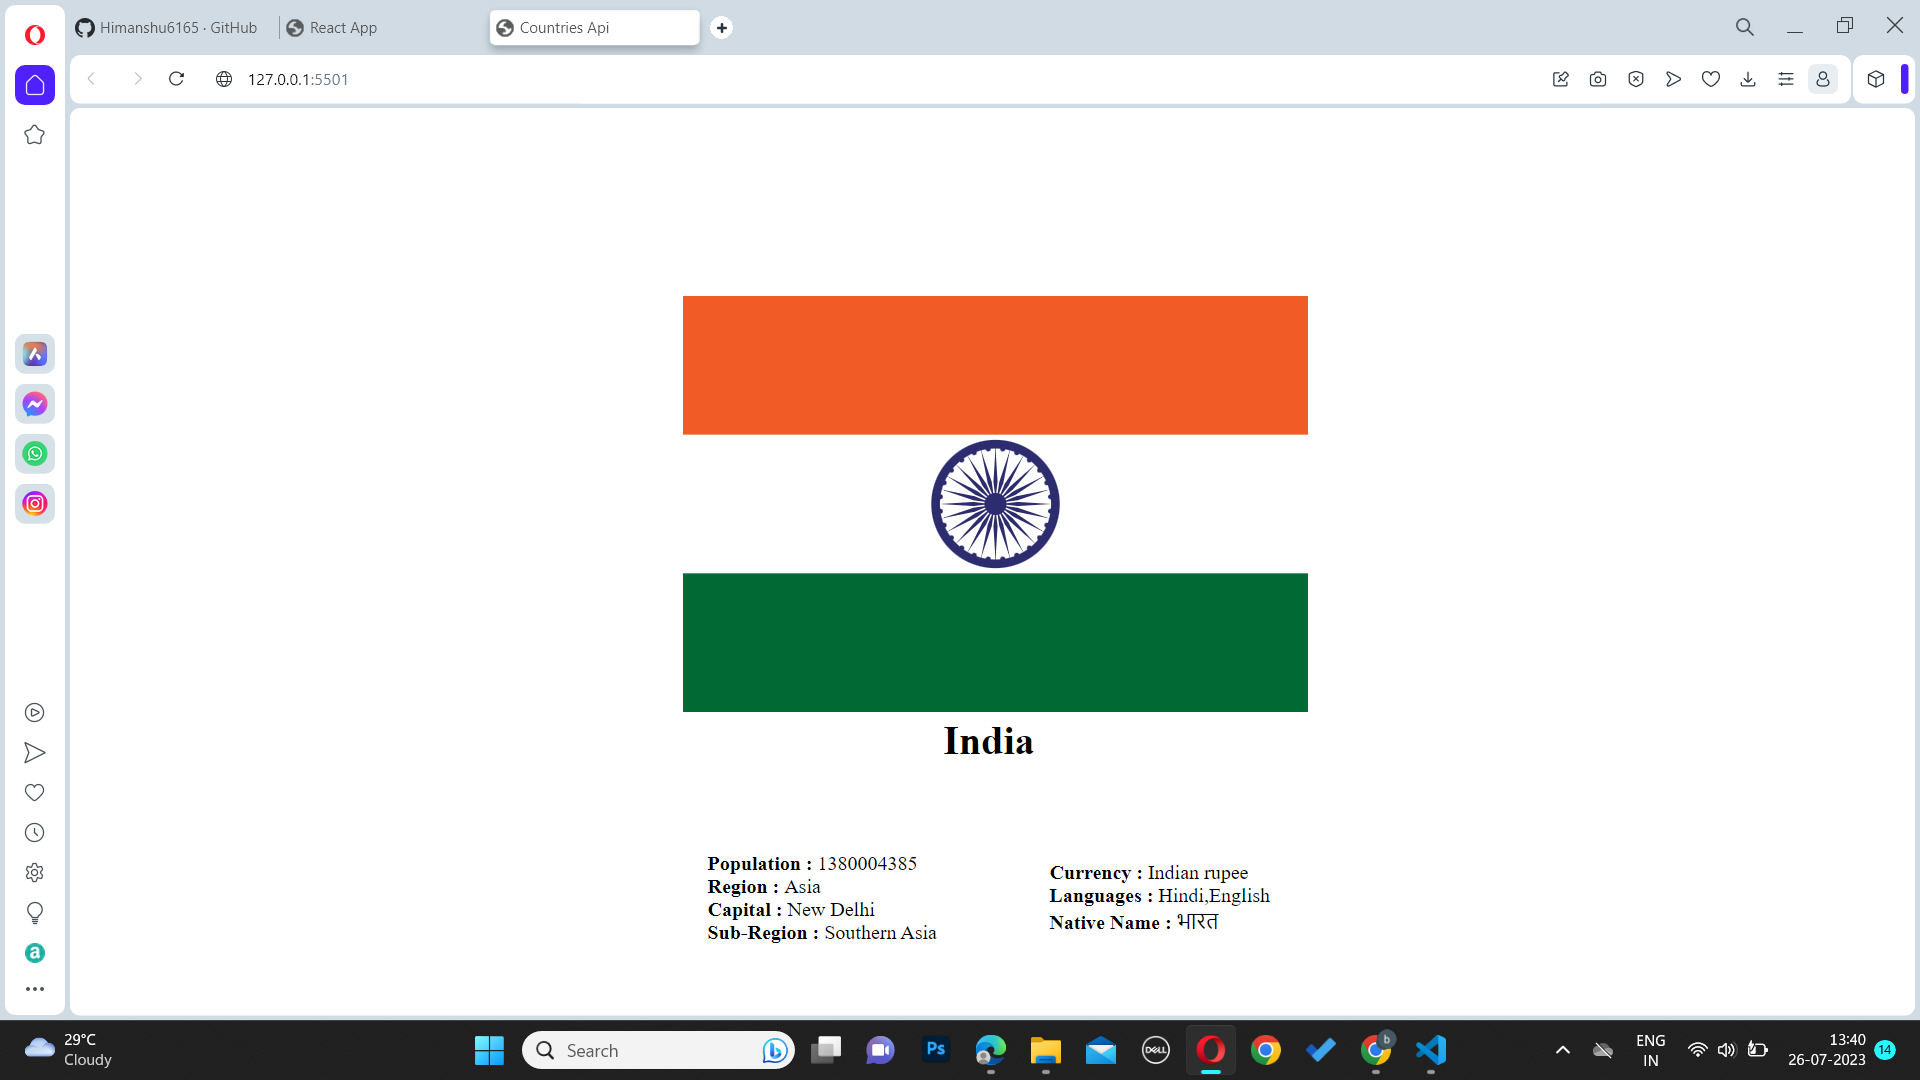 Himanshu6165 · GitHub
React App
Countries Api
127.0.0.1:5501
India
Population : 1380004385
Region : Asia
Capital : New Delhi
Sub-Region : Southern Asia
Currency : Indian rupee
Languages : Hindi,English
Native Name : भारत
a
29°C
Cloudy
Search
b
Ps
DELL
b
ENG
IN
13:40
26-07-2023
14